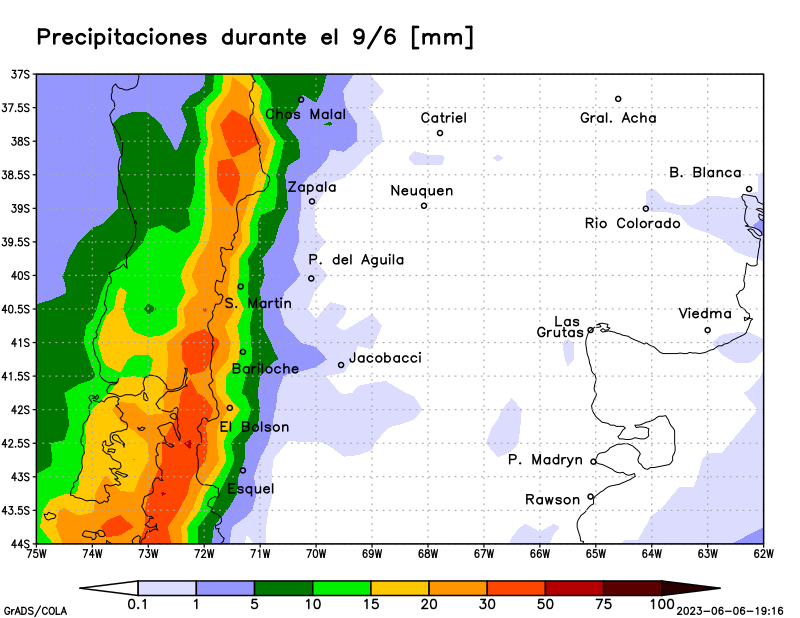 Precipitaciones durante el 9/6 [mm]
37S
37.5S
38S
38.5S
39S
39.5S
40S
40.5S
41S
41.5S
42S
42.5S
43S
43.5S
44S
Chos Malal
Catriel
Gral. Acha
B. Blanca
Zapala
Neuquen
Rio Colorado
P. del Aguila
S. Martin
Viedma
Las
Grutas
Bariloche
Jacobacci
El Bolson
P. Madryn
Esquel
Rawson
75W 74W 73W 72W 71W 70W 69W 68W 67W 66W 65W 64W 63W 62W
0.1 1 5 10 15 20 30 50 75 100
GrADS/COLA
2023-06-06-19:16